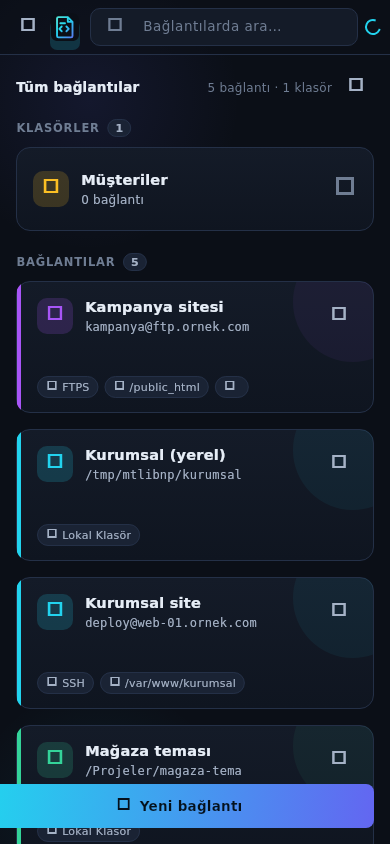 Bağlantılarda ara...
Tüm bağlantılar
5 bağlantı · 1 klasör
KLASÖRLER 1
Müşteriler
0 bağlantı
BAĞLANTILAR 5
Kampanya sitesi
kampanya@ftp.ornek.com
FTPS /public_html
Kurumsal (yerel)
/tmp/mtlibnp/kurumsal
Lokal Klasör
Kurumsal site
deploy@web-01.ornek.com
SSH /var/www/kurumsal
Mağaza teması
/Projeler/magaza-tema
Yeni bağlantı
Lokal Klasör